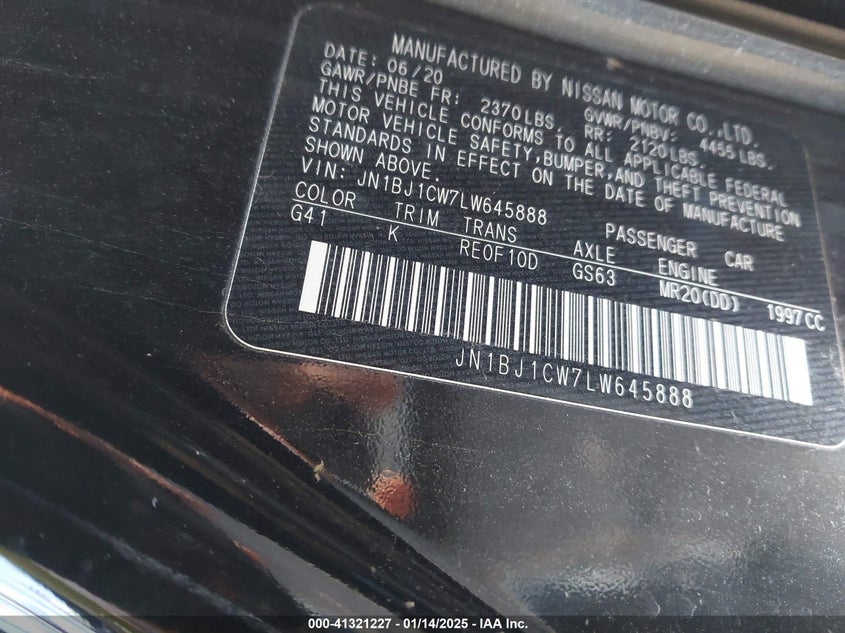 MANUFACTURED BY NISSAN MOTOR CO.,LTD.
DATE: 06/20 GVWR/PNBV: 4455 LBS.
GAWR/PNBE FR: 2370LBS. RR: 2120LBS.
THIS VEHICLE CONFORMS TO ALL APPLICABLE FEDERAL
MOTOR VEHICLE SAFETY,BUMPER,AND THEFT PREVENTION
STANDARDS IN EFFECT ON THE DATE OF MANUFACTURE
SHOWN ABOVE.
VIN: JN1BJ1CW7LW645888 PASSENGER CAR
COLOR TRIM TRANS AXLE ENGINE
G41 K RE0F10D GS63 MR20(DD) 1997CC
JN1BJ1CW7LW645888
000-41321227 - 01/14/2025 - IAA Inc.